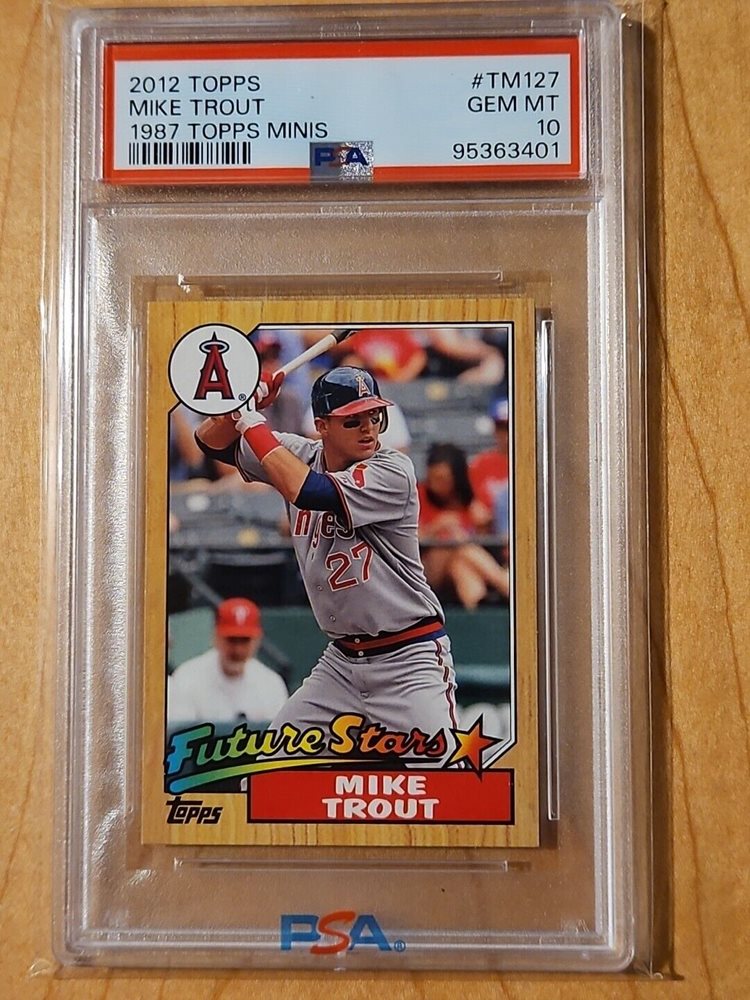 2012 TOPPS #TM127
MIKE TROUT GEM MT
1987 TOPPS MINIS 10
PSA 95363401
A®
A
nges
27
P
Future Stars
MIKE
TROUT
Topps
PSA®